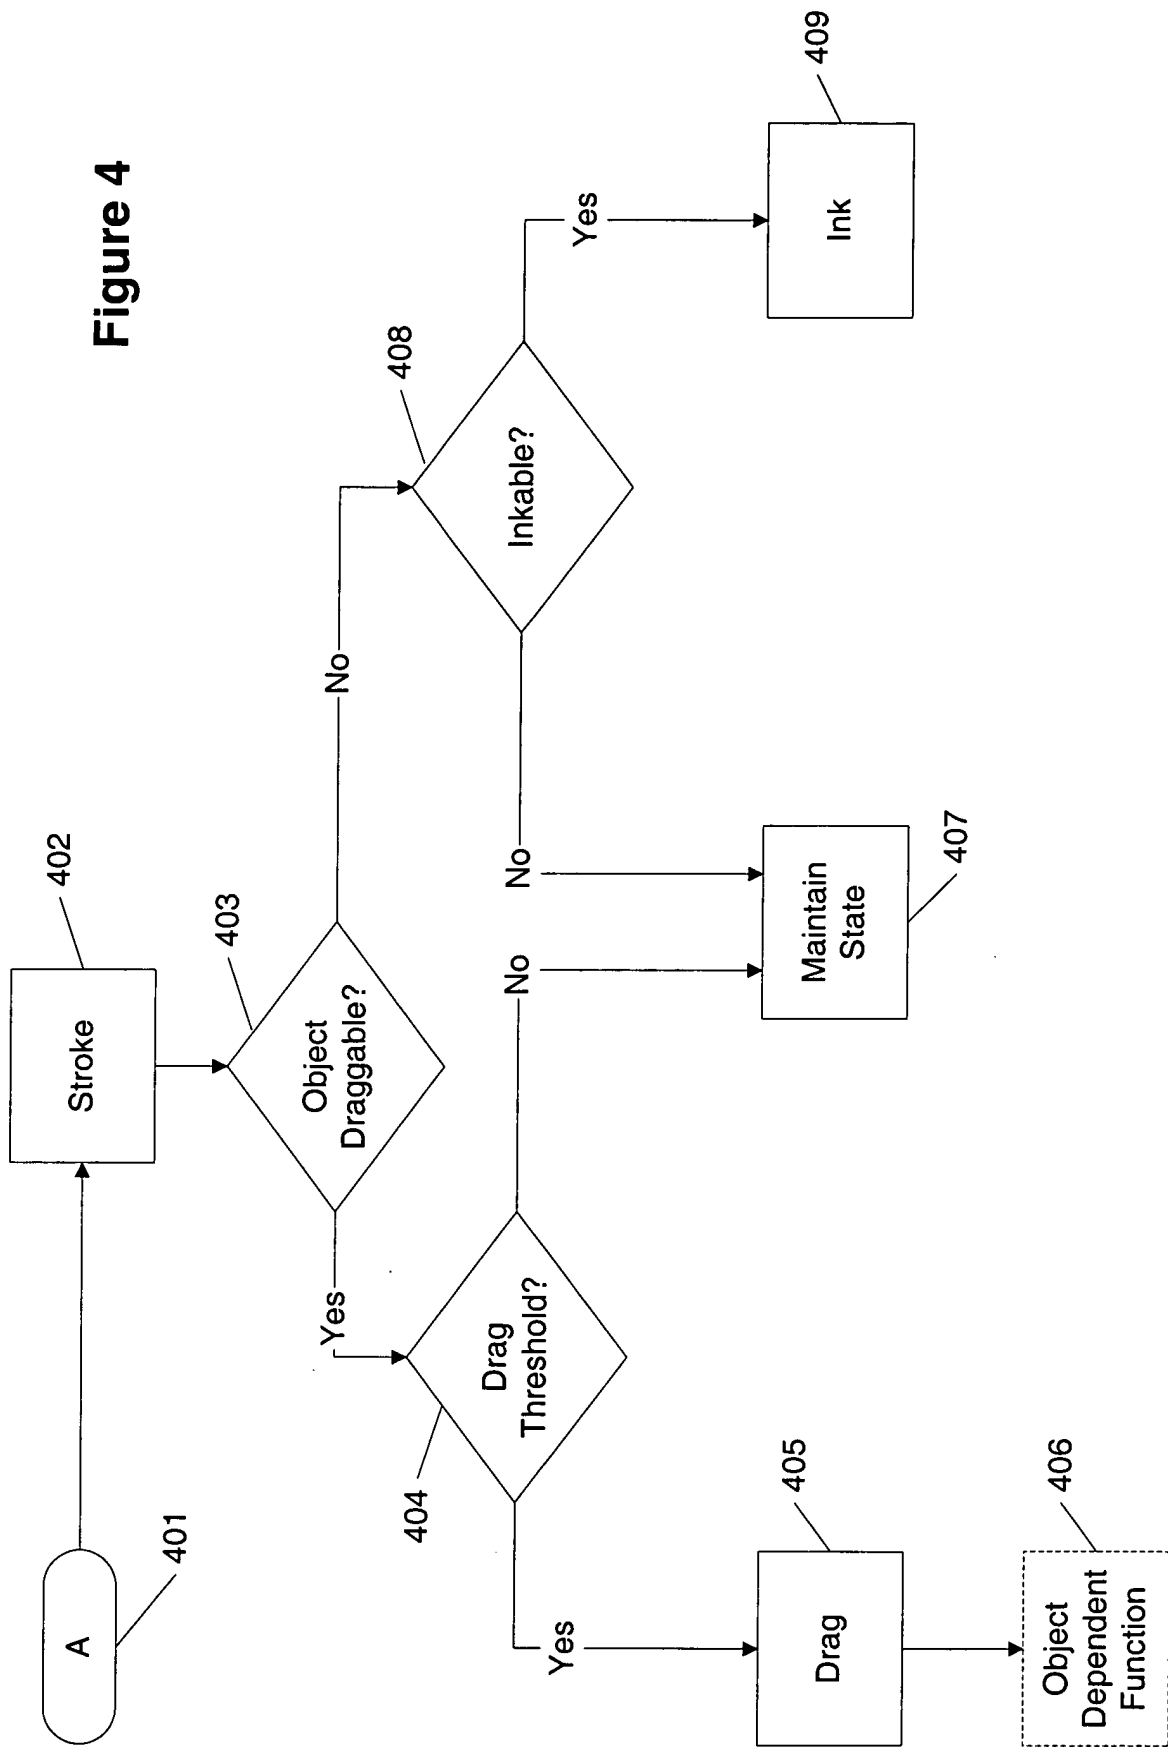 Figure 4
A
401
Stroke
402
Object
Draggable?
403
Yes
No
Drag
Threshold?
404
Inkable?
408
Yes
No
No
Yes
Drag
405
Maintain
State
407
Ink
409
Object
Dependent
Function
406